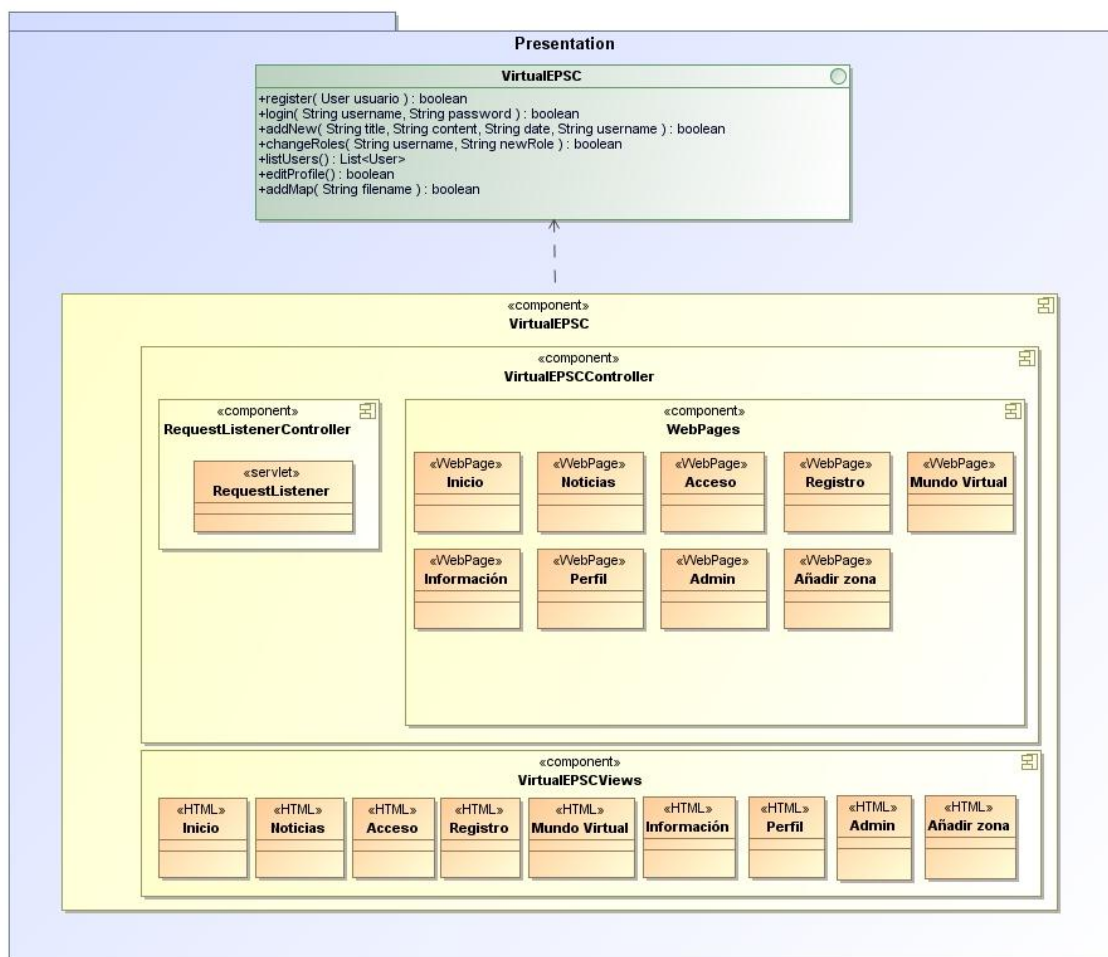 Presentation
VirtualEPSC
+register( User usuario ) : boolean
+login( String username, String password ) : boolean
+addNew( String title, String content, String date, String username ) : boolean
+changeRoles( String username, String newRole ) : boolean
+listUsers() : List<User>
+editProfile() : boolean
+addMap( String filename ) : boolean
«component»
VirtualEPSC
«component»
VirtualEPSCController
«component»
RequestListenerController
«servlet»
RequestListener
«component»
WebPages
«WebPage» «WebPage» «WebPage» «WebPage» «WebPage»
Inicio Noticias Acceso Registro Mundo Virtual
«WebPage» «WebPage» «WebPage» «WebPage»
Información Perfil Admin Añadir zona
«component»
VirtualEPSCViews
«HTML» «HTML» «HTML» «HTML» «HTML» «HTML» «HTML» «HTML» «HTML»
Inicio Noticias Acceso Registro Mundo Virtual Información Perfil Admin Añadir zona